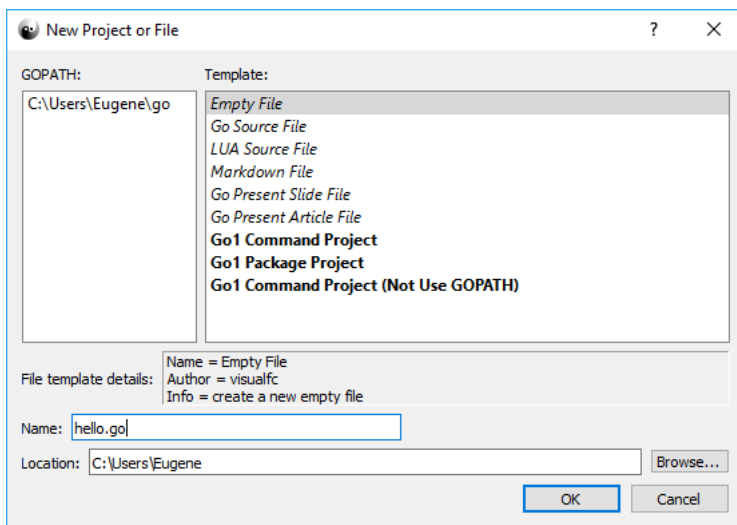 New Project or File
?
GOPATH:
Template:
C:\Users\Eugene\go
Empty File
Go Source File
LUA Source File
Markdown File
Go Present Slide File
Go Present Article File
Go1 Command Project
Go1 Package Project
Go1 Command Project (Not Use GOPATH)
File template details:
Name = Empty File
Author = visualfc
Info = create a new empty file
Name: hello.go
Location: C:\Users\Eugene
Browse...
OK
Cancel